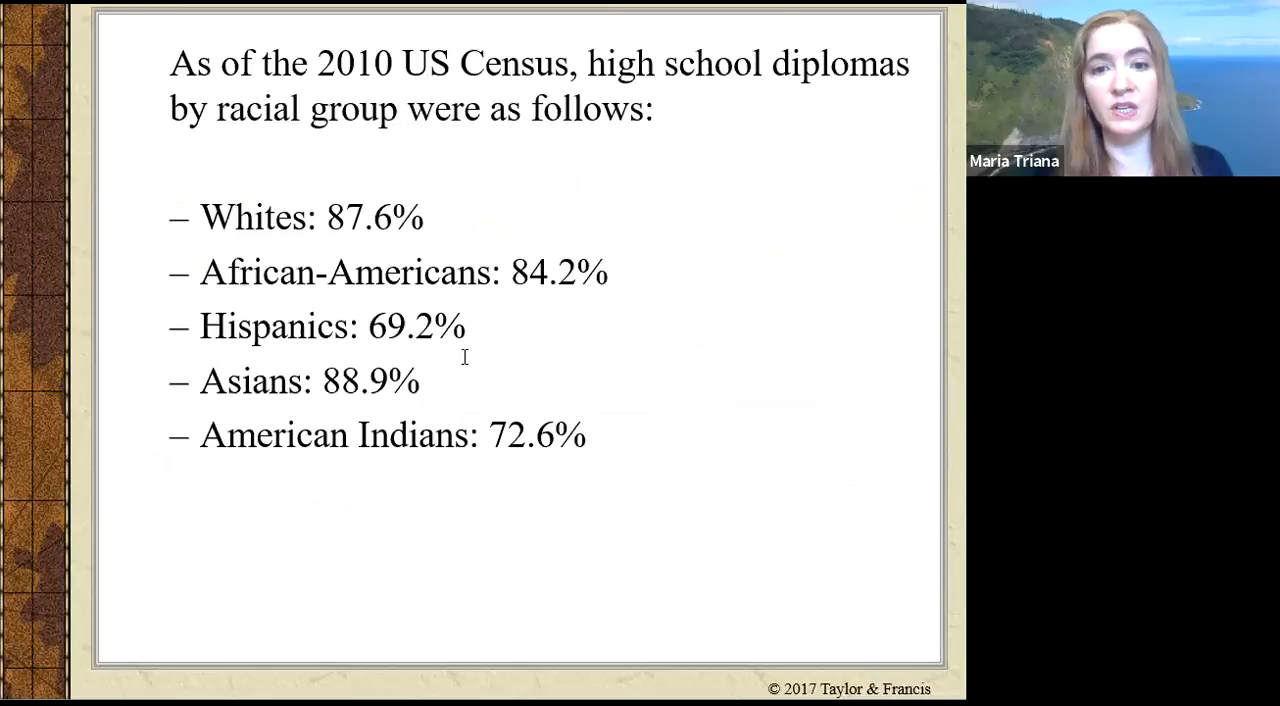 As of the 2010 US Census, high school diplomas
by racial group were as follows:
– Whites: 87.6%
– African-Americans: 84.2%
– Hispanics: 69.2%
– Asians: 88.9%
– American Indians: 72.6%
© 2017 Taylor & Francis
Maria Triana